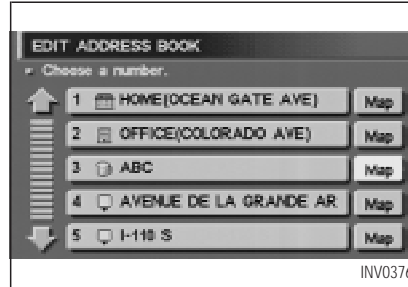 EDIT ADDRESS BOOK
Choose a number.
1 HOME(OCEAN GATE AVE) Map
2 OFFICE(COLORADO AVE) Map
3 ABC Map
4 AVENUE DE LA GRANDE AR Map
5 I-110 S Map
INV0376